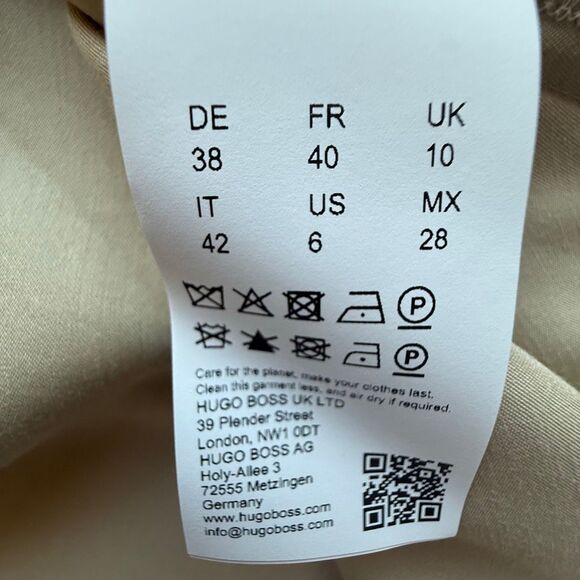 DE FR UK
38 40 10
IT US MX
42 6 28
P
P
Care for the planet, make your clothes last.
Clean this garment less, and air dry if required.
HUGO BOSS UK LTD
39 Plender Street
London, NW1 0DT
HUGO BOSS AG
Holy-Allee 3
72555 Metzingen
Germany
www.hugoboss.com
info@hugoboss.com